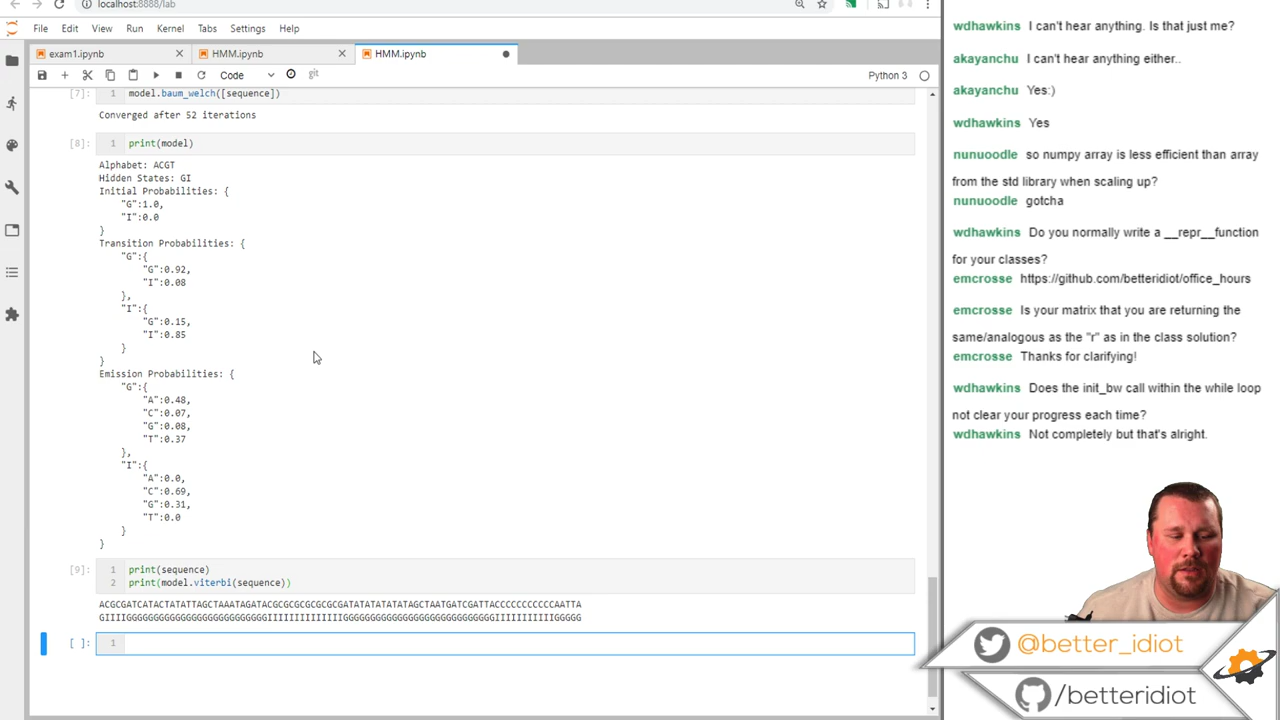 localhost:8888/lab
File Edit View Run Kernel Git Tabs Settings Help
exam1.ipynb HMM.ipynb HMM.ipynb
Code git Python 3
[7]: model.baum_welch([sequence])
Converged after 52 iterations
[8]: 1 print(model)
Alphabet: ACGT
Hidden States: GI
Initial Probabilities: {
"G":1.0,
"I":0.0
}
Transition Probabilities: {
"G":{
"G":0.92,
"I":0.08
},
"I":{
"G":0.15,
"I":0.85
}
}
Emission Probabilities: {
"G":{
"A":0.48,
"C":0.07,
"G":0.08,
"T":0.37
},
"I":{
"A":0.0,
"C":0.69,
"G":0.31,
"T":0.0
}
}
[9]: 1 print(sequence)
2 print(model.viterbi(sequence))
[ ]: 1
wdhawkins I can't hear anything. Is that just me?
akayanchu I can't hear anything either..
akayanchu Yes:)
wdhawkins Yes
nunuoodle so numpy array is less efficient than array
from the std library when scaling up?
nunuoodle gotcha
wdhawkins Do you normally write a __repr__function
for your classes?
emcrosse https://github.com/betteridiot/office_hours
emcrosse Is your matrix that you are returning the
same/analogous as the "r" as in the class solution?
emcrosse Thanks for clarifying!
wdhawkins Does the init_bw call within the while loop
not clear your progress each time?
wdhawkins Not completely but that's alright.
@better_idiot
/betteridiot